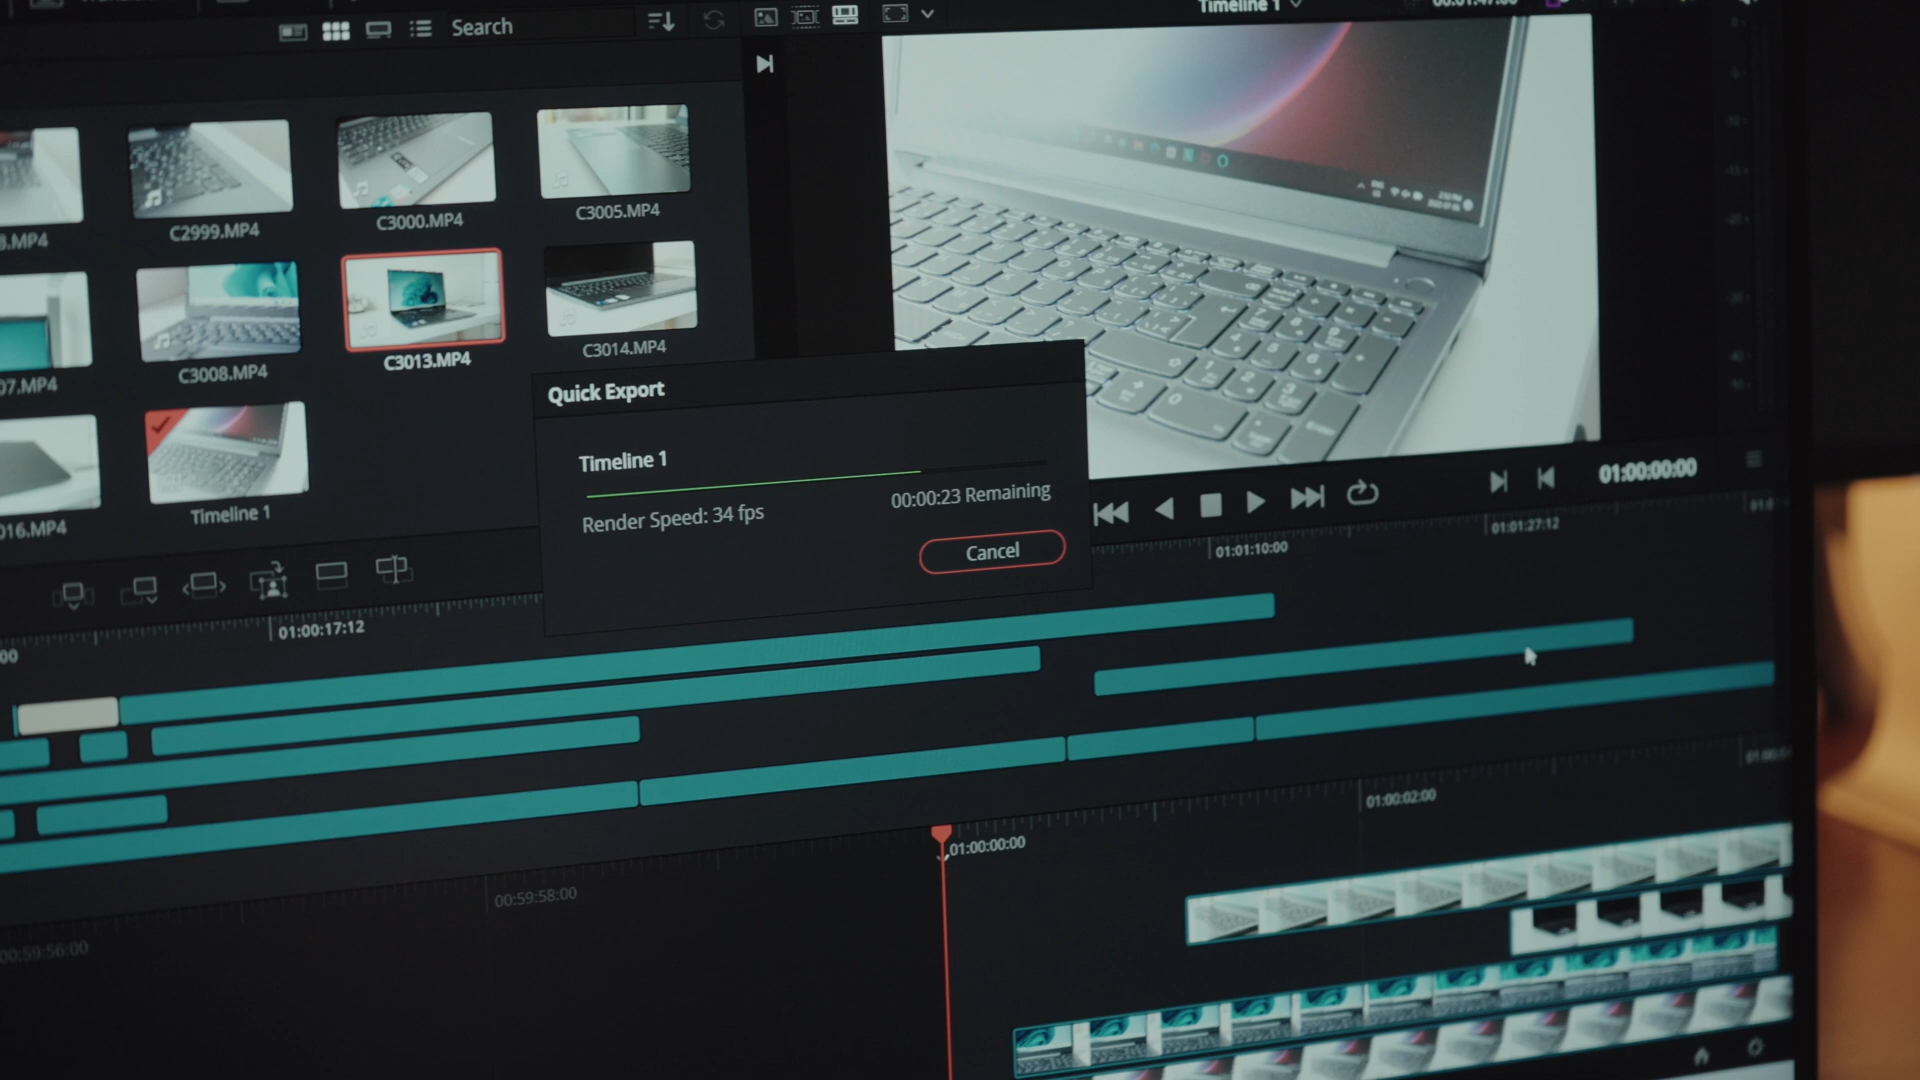 Search
Timeline 1
C2999.MP4
C3000.MP4
C3005.MP4
C3008.MP4
C3013.MP4
C3014.MP4
016.MP4
Timeline 1
Quick Export
Timeline 1
00:00:23 Remaining
Render Speed: 34 fps
Cancel
01:00:00:00
01:00:17:12
01:01:10:00
01:01:27:12
01:00:00:00
01:00:02:00
00:59:58:00
00:59:56:00